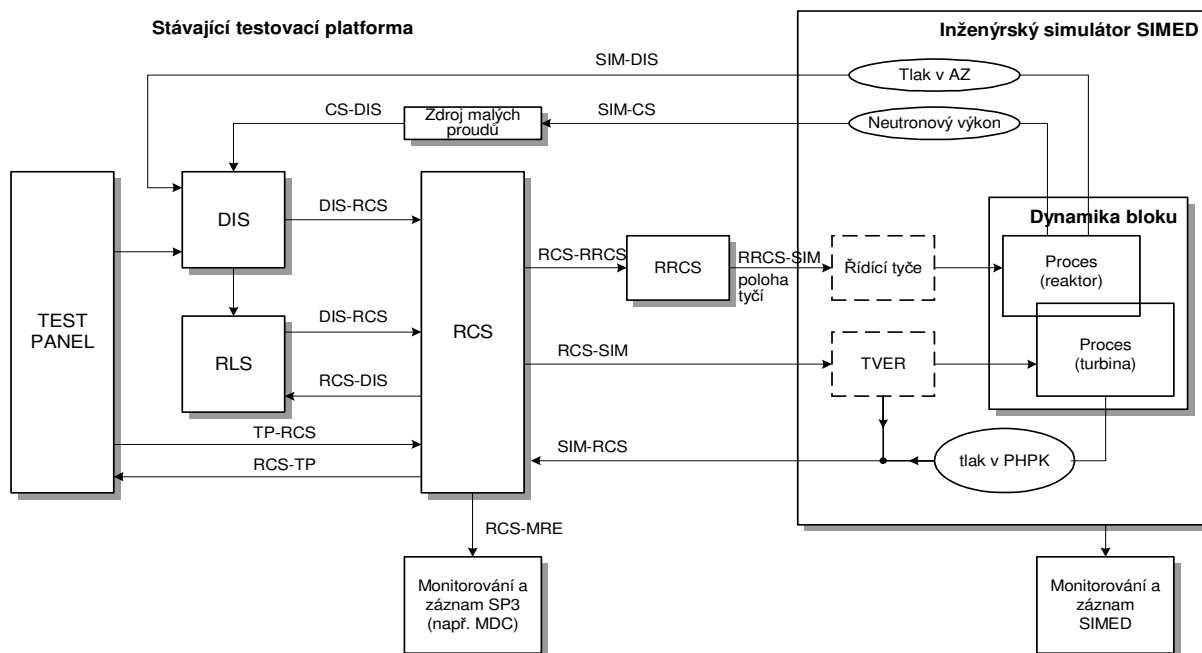 Stávající testovací platforma
Inženýrský simulátor SIMED
SIM-DIS
Tlak v AZ
CS-DIS
Zdroj malých
proudů
SIM-CS
Neutronový výkon
DIS
DIS-RCS
RCS
Dynamika bloku
RCS-RRCS
RRCS
RRCS-SIM
poloha
tyčí
Řídící tyče
Proces
(reaktor)
TEST
PANEL
RLS
DIS-RCS
RCS-DIS
RCS-SIM
TVER
Proces
(turbina)
TP-RCS
RCS-TP
SIM-RCS
tlak v PHPK
RCS-MRE
Monitorování a
záznam SP3
(např. MDC)
Monitorování a
záznam
SIMED